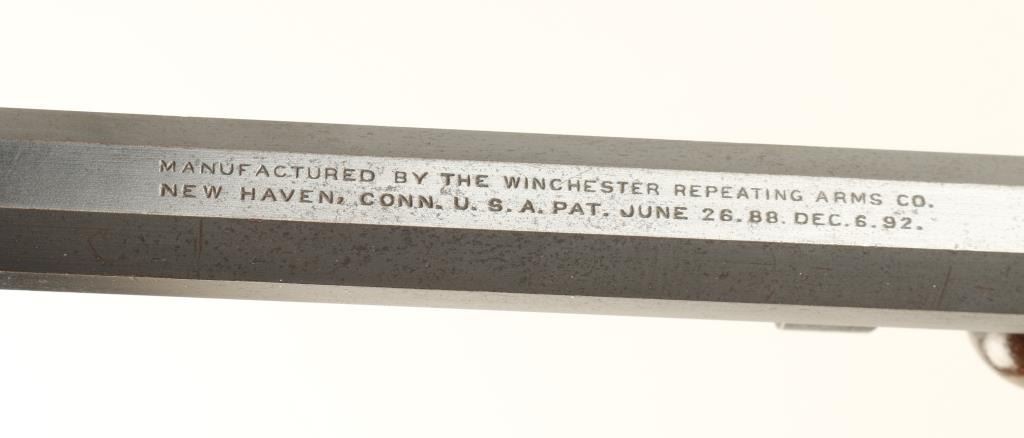 MANUFACTURED BY THE WINCHESTER REPEATING ARMS CO.
NEW HAVEN, CONN. U. S. A. PAT. JUNE 26. 88. DEC. 6. 92.